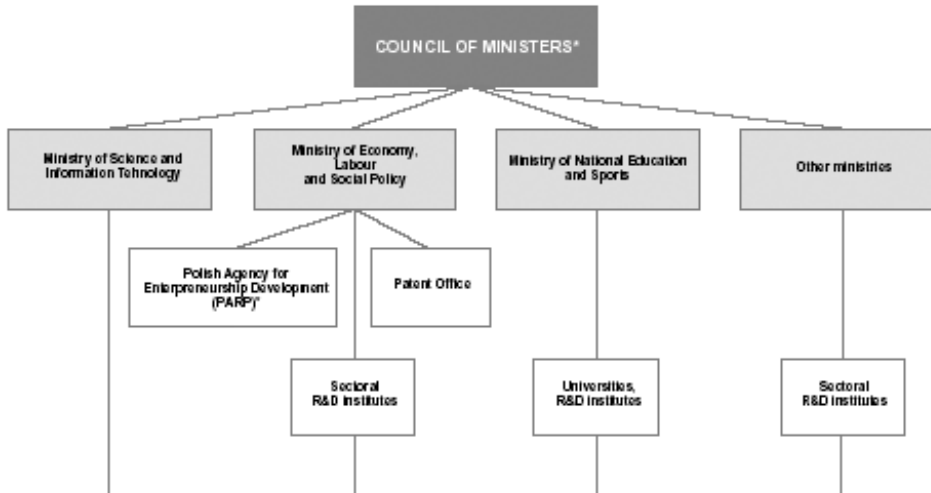 COUNCIL OF MINISTERS*
Ministry of Science and
Information Tehnology
Ministry of Economy,
Labour
and Social Policy
Ministry of National Education
and Sports
Other ministries
Polish Agency for
Enterpreneurship Development
(PARP)*
Patent Office
Sectoral
R&D institutes
Universities,
R&D institutes
Sectoral
R&D institutes